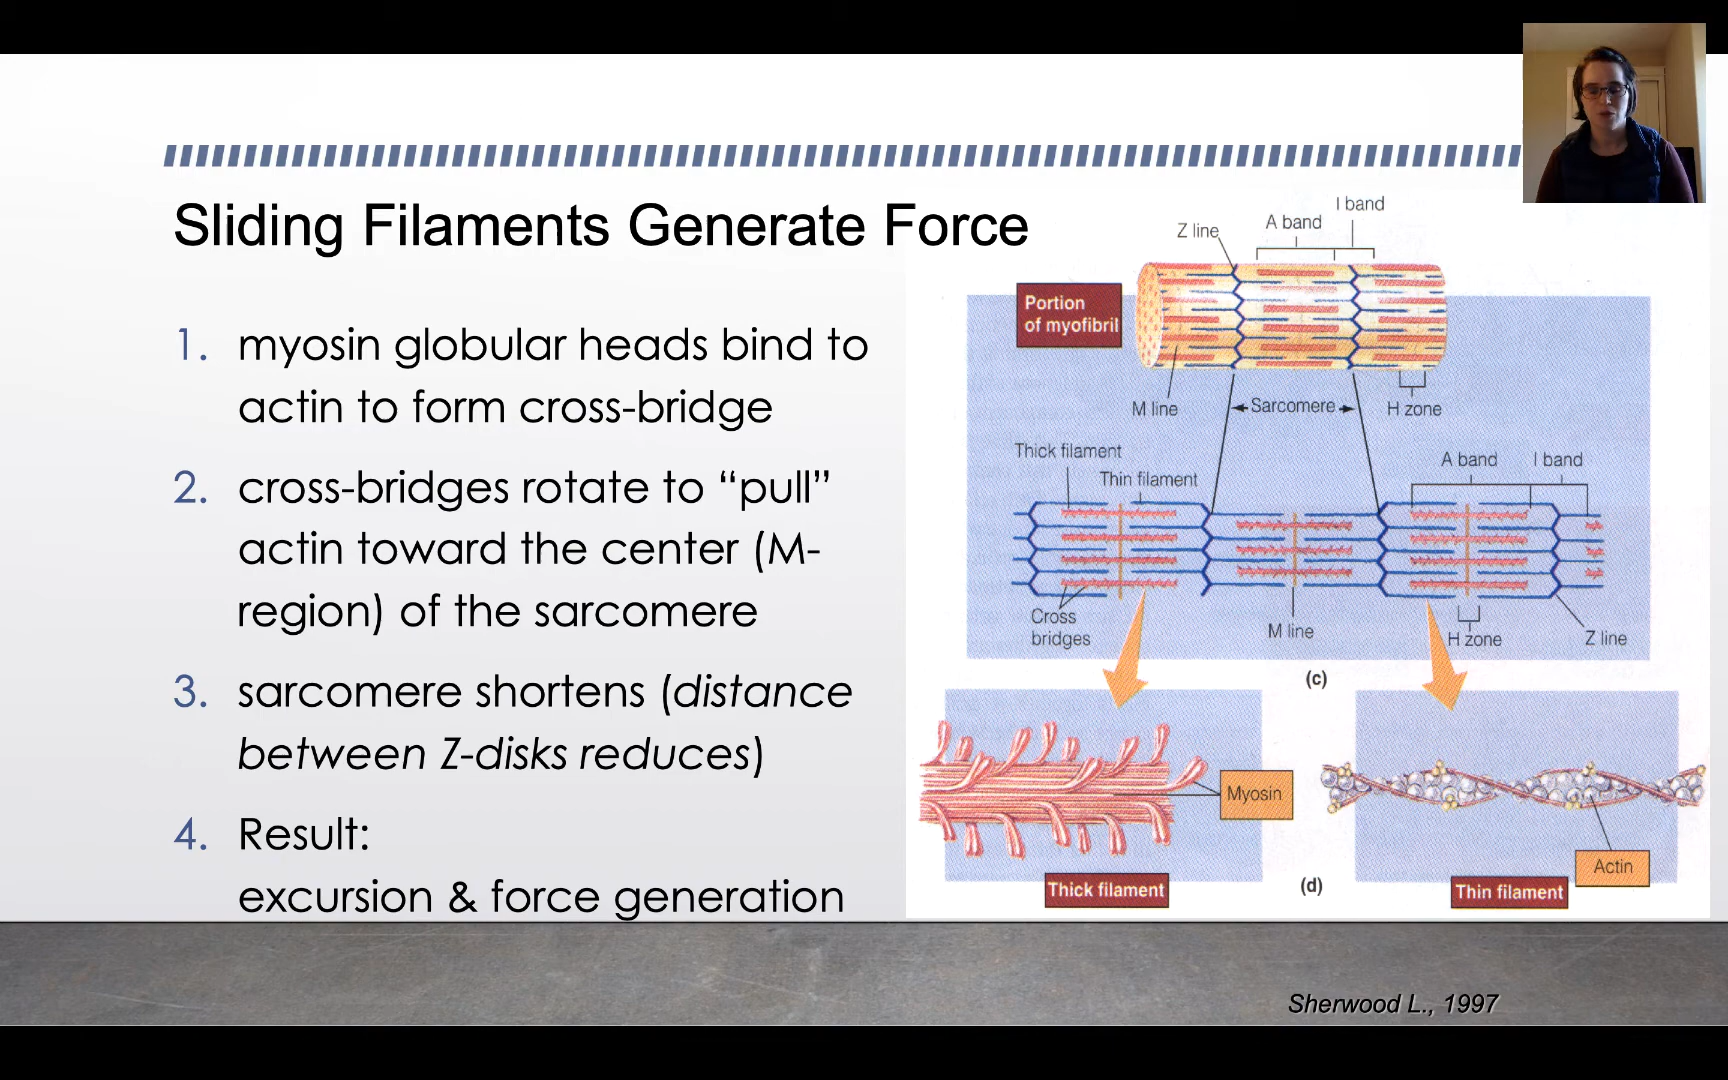 Sliding Filaments Generate Force
1. myosin globular heads bind to
actin to form cross-bridge
2. cross-bridges rotate to “pull”
actin toward the center (M-
region) of the sarcomere
3. sarcomere shortens (distance
between Z-disks reduces)
4. Result:
excursion & force generation
I band
A band
Z line
Portion
of myofibril
M line
Sarcomere
H zone
Thick filament
Thin filament
A band
I band
Cross
bridges
M line
H zone
Z line
(c)
Myosin
Actin
Thick filament
(d)
Thin filament
Sherwood L., 1997